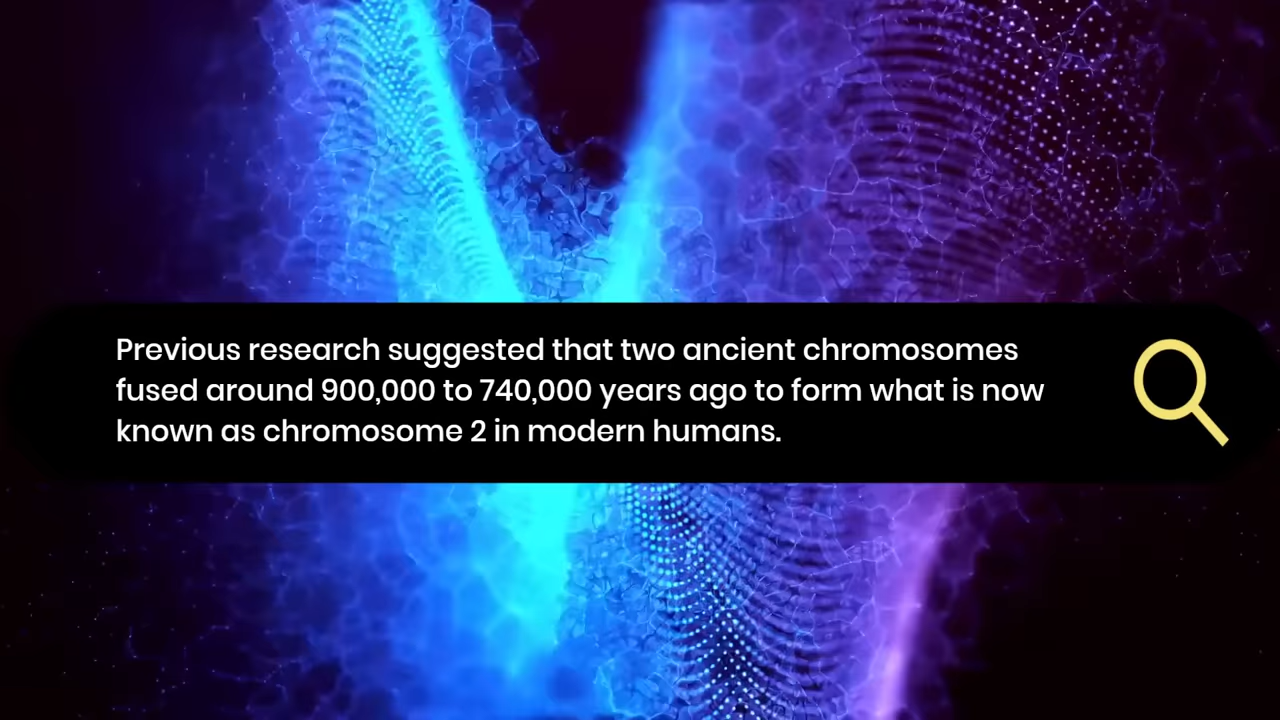 Previous research suggested that two ancient chromosomes
fused around 900,000 to 740,000 years ago to form what is now
known as chromosome 2 in modern humans.